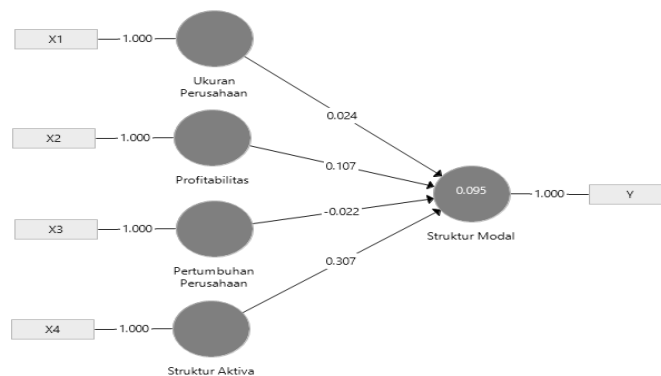 X1
1.000
Ukuran
Perusahaan
0.024
X2
1.000
Profitabilitas
0.107
0.095
Struktur Modal
1.000
Y
X3
1.000
Pertumbuhan
Perusahaan
-0.022
0.307
X4
1.000
Struktur Aktiva